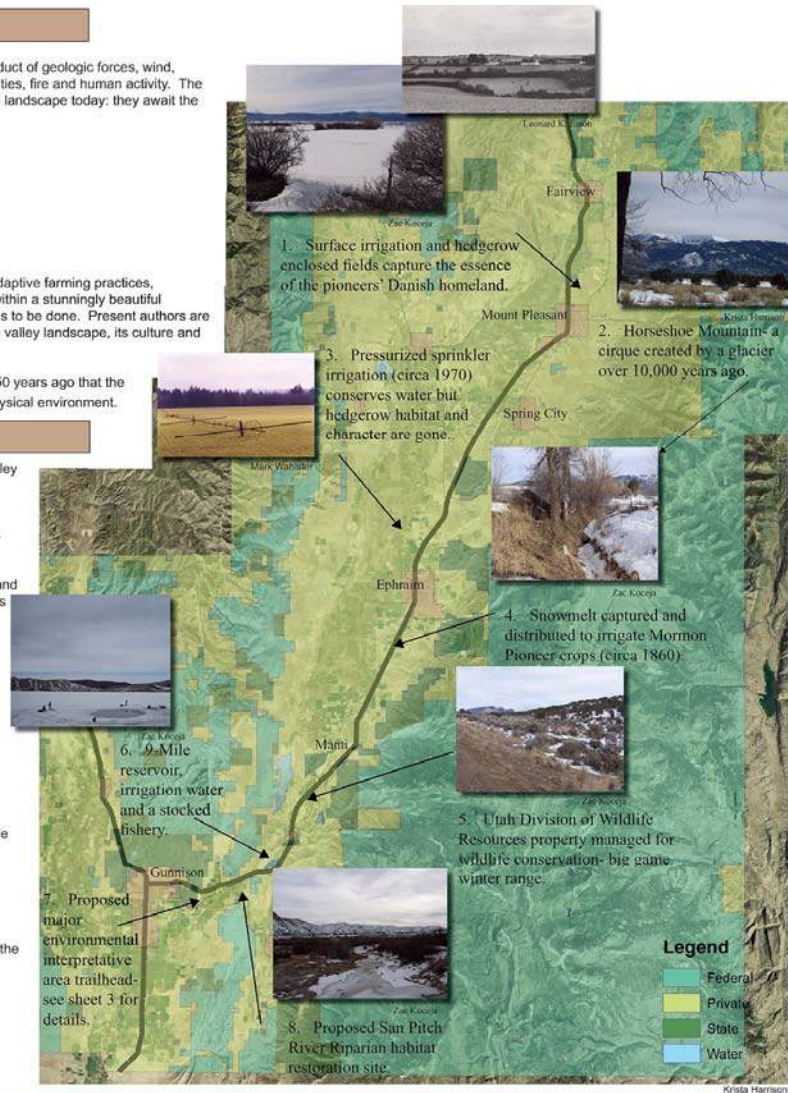 duct of geologic forces, wind,
ties, fire and human activity. The
landscape today: they await the
daptive farming practices,
within a stunningly beautiful
s to be done. Present authors are
valley landscape, its culture and
50 years ago that the
ysical environment.
ley
and
s
e
the
Leonard K. Eaton
Zac Koceja
Fairview
1. Surface irrigation and hedgerow
enclosed fields capture the essence
of the pioneers' Danish homeland.
Krista Harrison
Mount Pleasant
2. Horseshoe Mountain- a
cirque created by a glacier
over 10,000 years ago.
3. Pressurized sprinkler
irrigation (circa 1970)
conserves water but
hedgerow habitat and
character are gone.
Spring City
Mark
Zac Koceja
Ephraim
4. Snowmelt captured and
distributed to irrigate Mormon
Pioneer crops (circa 1860).
Zac Koceja
Manti
6. 9-Mile
reservoir,
irrigation water
and a stocked
fishery.
Zac Koceja
5. Utah Division of Wildlife
Resources property managed for
wildlife conservation- big game
winter range.
Gunnison
7. Proposed
major
environmental
interpretative
area trailhead-
see sheet 3 for
details.
Zac Koceja
8. Proposed San Pitch
River Riparian habitat
restoration site.
Legend
Federal
Private
State
Water
Krista Harrison